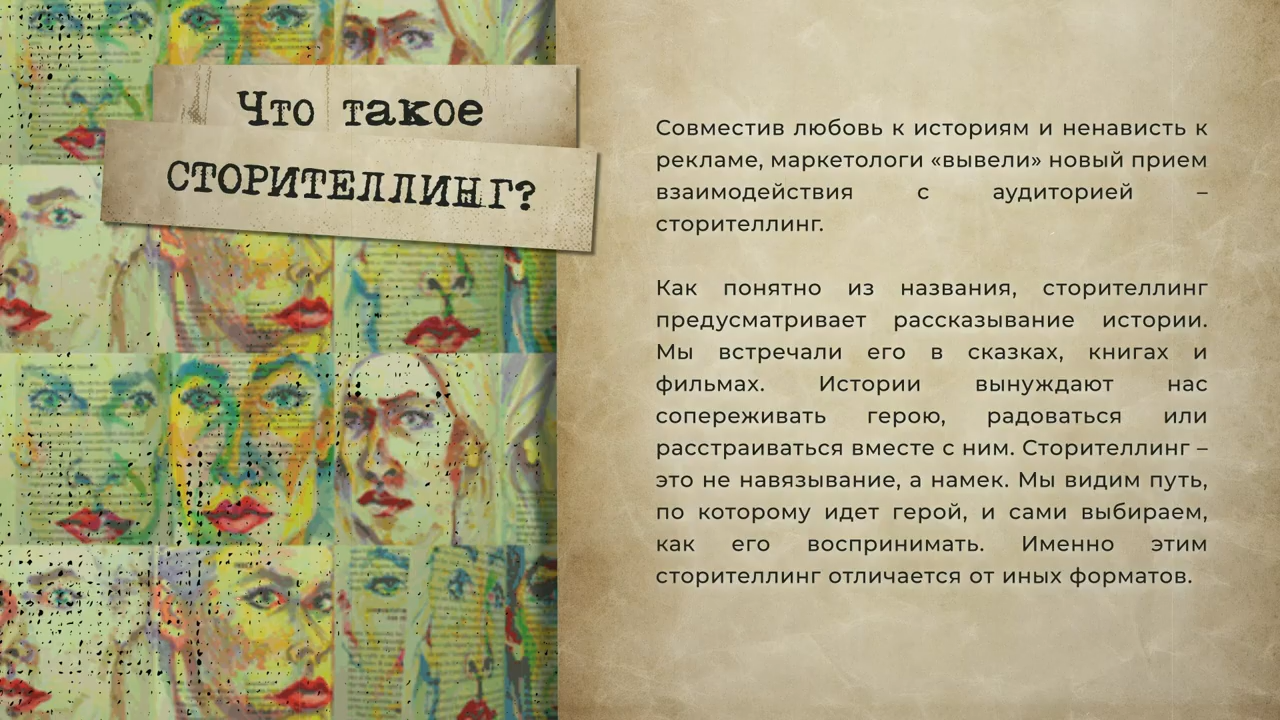 Что такое
СТОРИТЕЛЛИНГ?
Совместив любовь к историям и ненависть к
рекламе, маркетологи «вывели» новый прием
взаимодействия с аудиторией –
сторителлинг.
Как понятно из названия, сторителлинг
предусматривает рассказывание истории.
Мы встречали его в сказках, книгах и
фильмах. Истории вынуждают нас
сопереживать герою, радоваться или
расстраиваться вместе с ним. Сторителлинг –
это не навязывание, а намек. Мы видим путь,
по которому идет герой, и сами выбираем,
как его воспринимать. Именно этим
сторителлинг отличается от иных форматов.